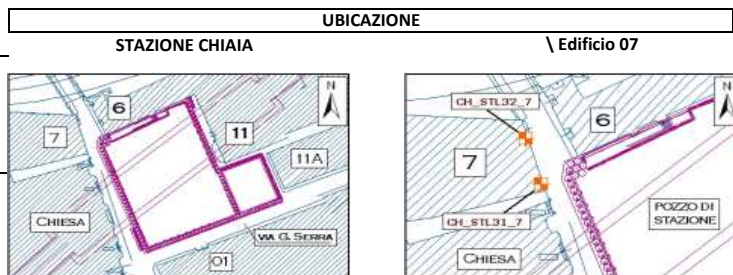 UBICAZIONE
STAZIONE CHIAIA
\ Edificio 07
N
6
7
11
11A
CHIESA
VIA G. SERRA
01
N
CH_STL32_7
6
7
POZZO DI
STAZIONE
CH_STL31_7
CHIESA